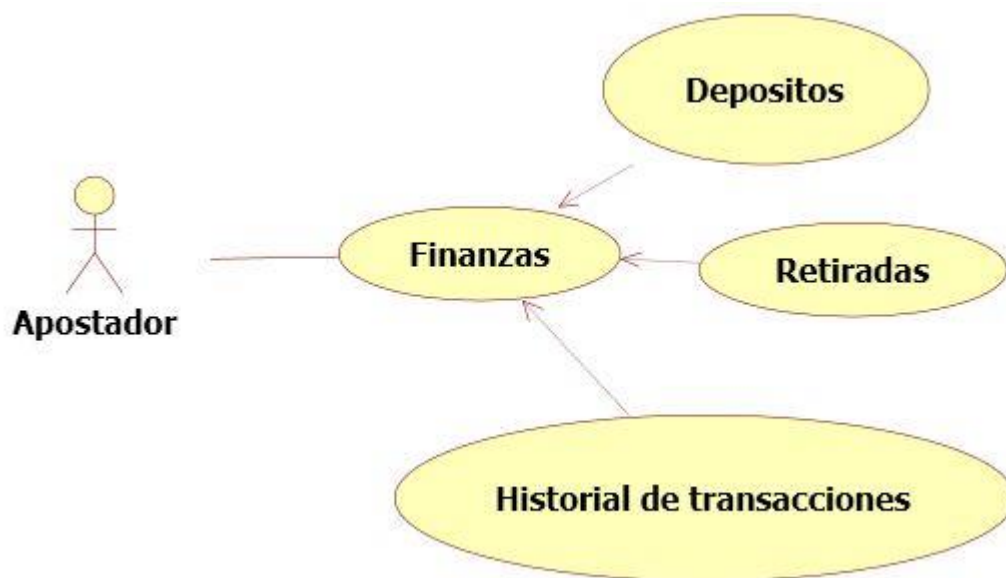 Depositos
Finanzas
Retiradas
Apostador
Historial de transacciones